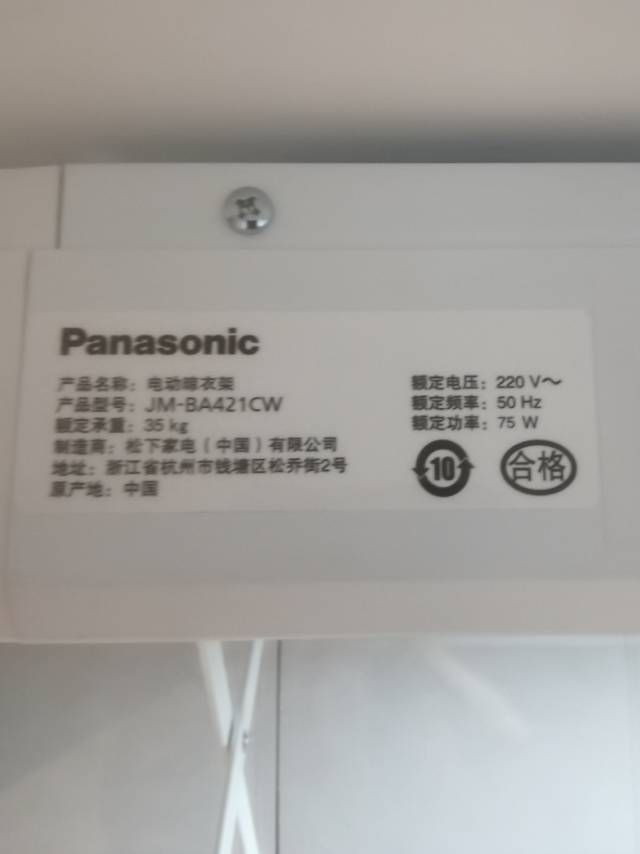 Panasonic
产品名称：电动晾衣架
产品型号：JM-BA421CW
额定承重：35 kg
制造商：松下家电（中国）有限公司
地址：浙江省杭州市钱塘区松乔街2号
原产地：中国
额定电压：220 V～
额定频率：50 Hz
额定功率：75 W
10
合格